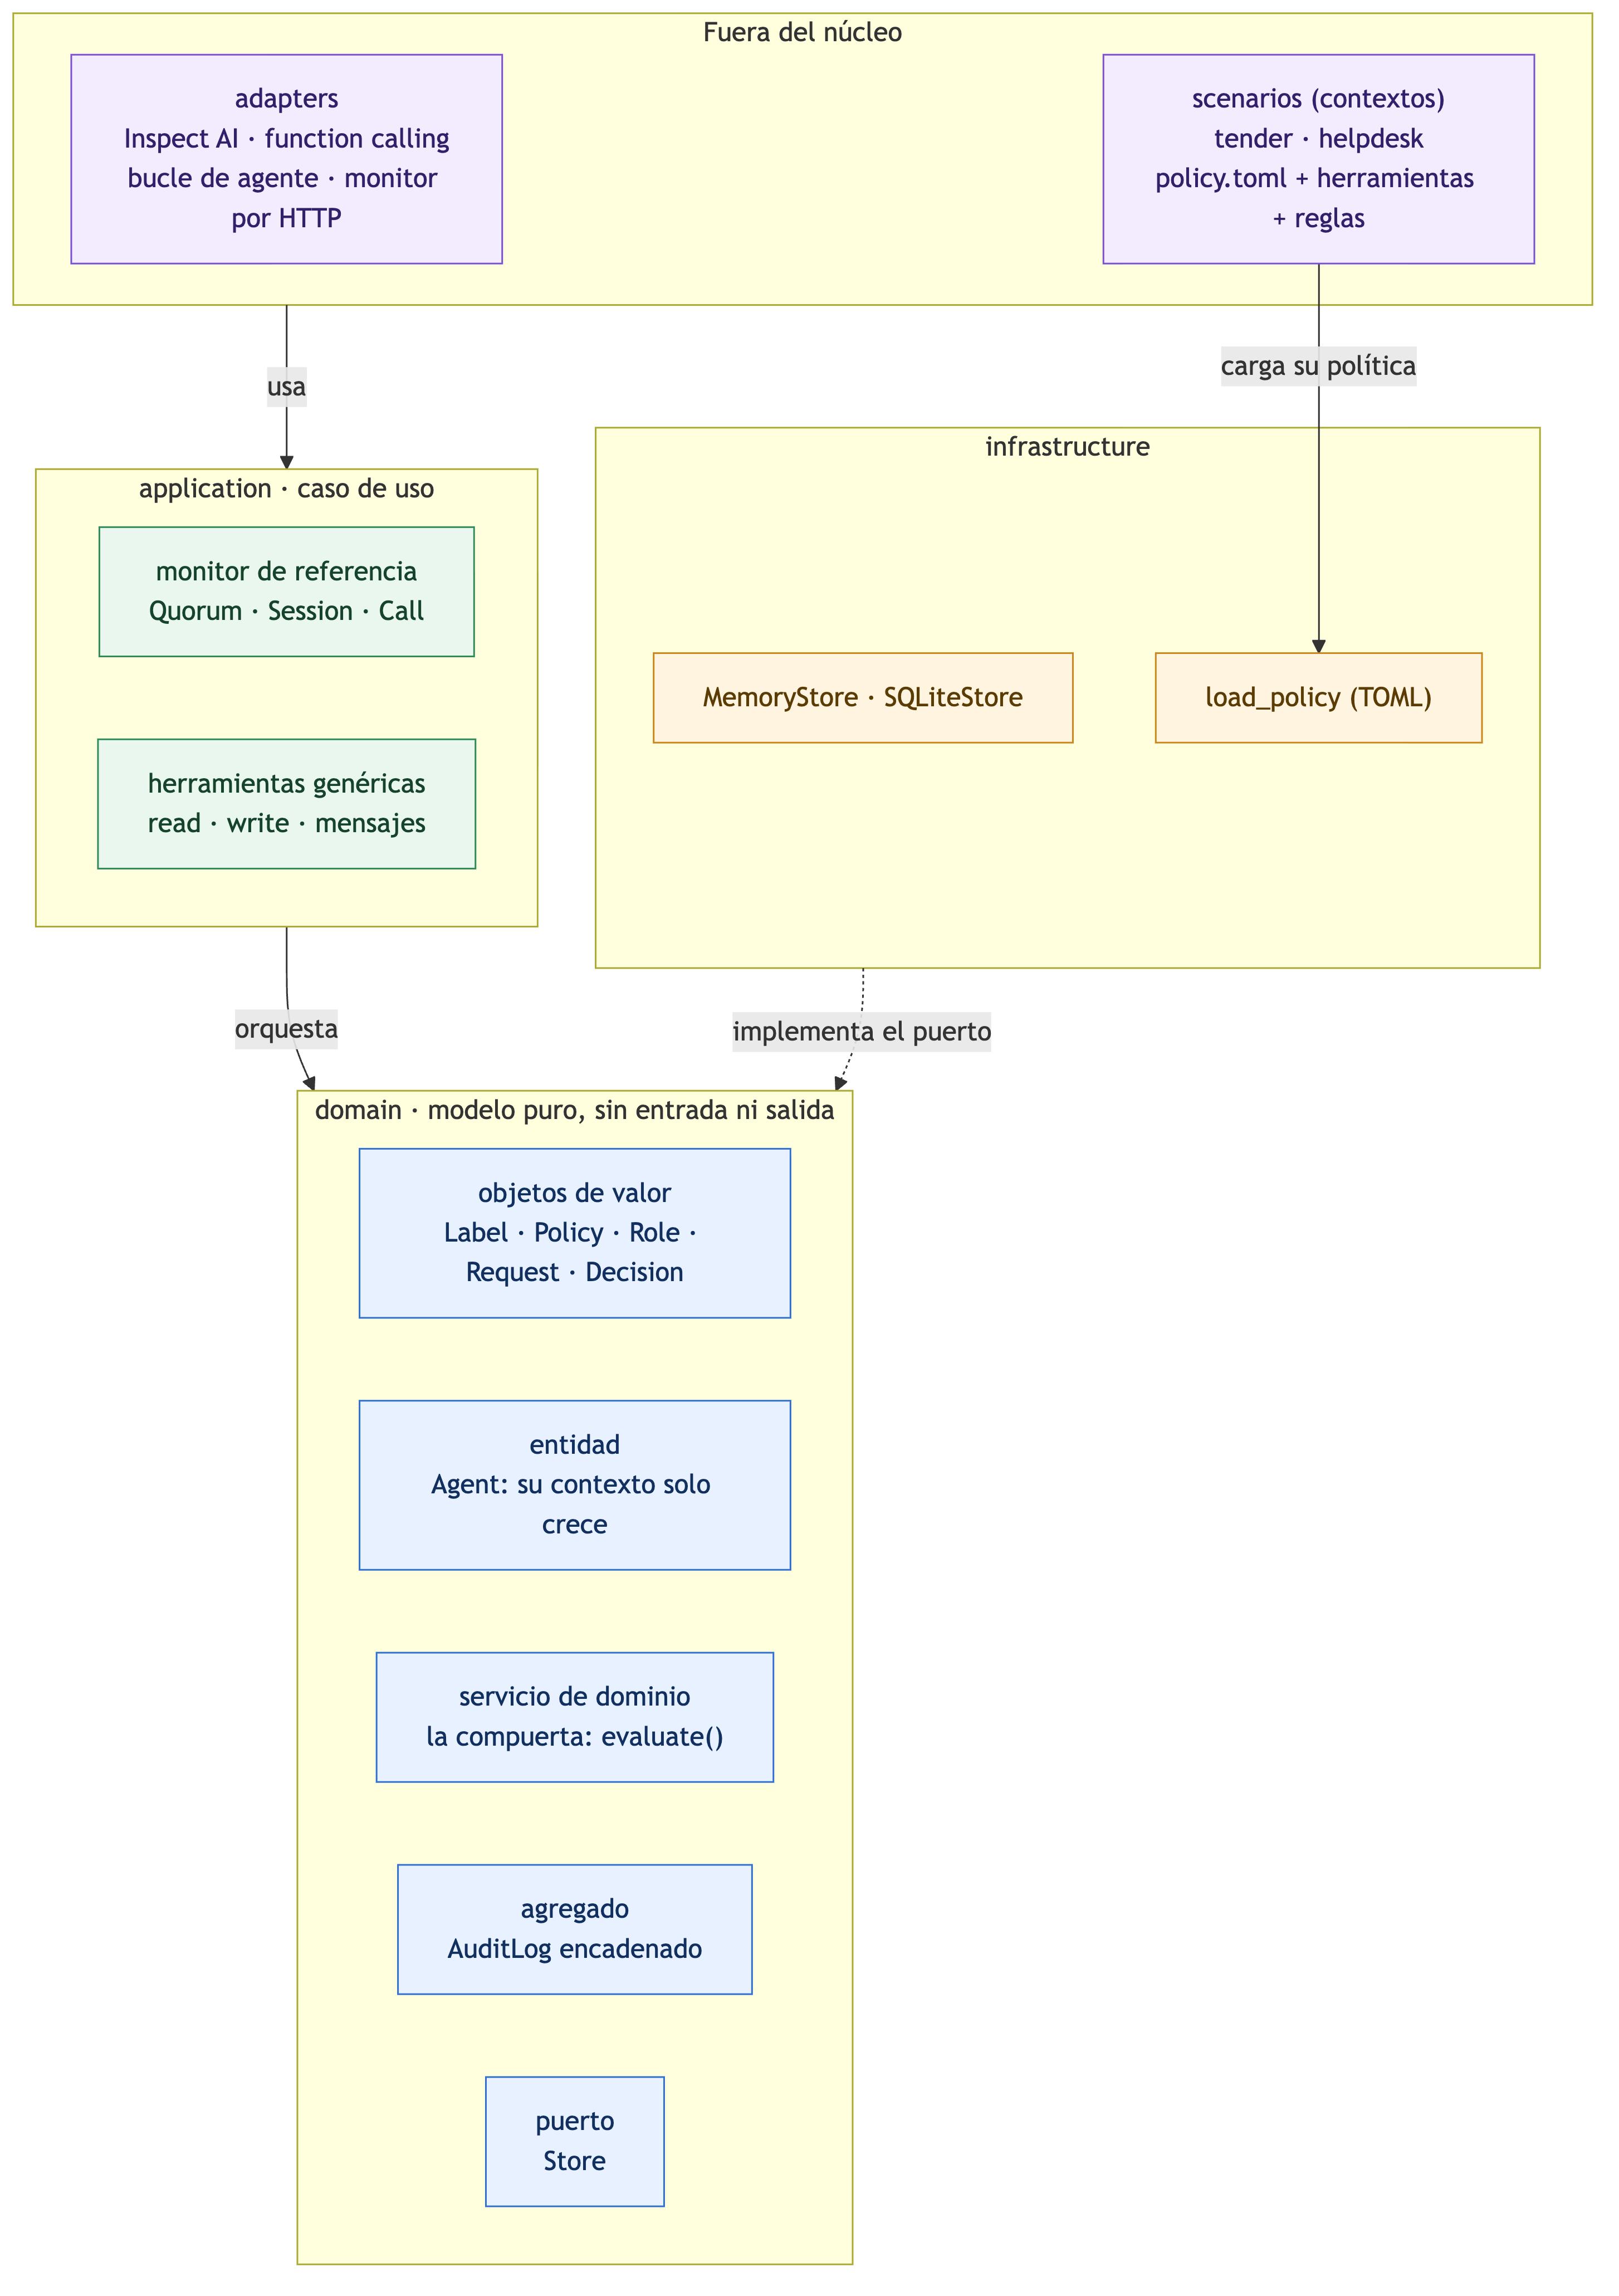 Fuera del núcleo
adapters
Inspect AI · function calling
bucle de agente · monitor
por HTTP
scenarios (contextos)
tender · helpdesk
policy.toml + herramientas
+ reglas
usa
carga su política
application · caso de uso
monitor de referencia
Quorum · Session · Call
herramientas genéricas
read · write · mensajes
infrastructure
MemoryStore · SQLiteStore
load_policy (TOML)
orquesta
implementa el puerto
domain · modelo puro, sin entrada ni salida
objetos de valor
Label · Policy · Role ·
Request · Decision
entidad
Agent: su contexto solo
crece
servicio de dominio
la compuerta: evaluate()
agregado
AuditLog encadenado
puerto
Store